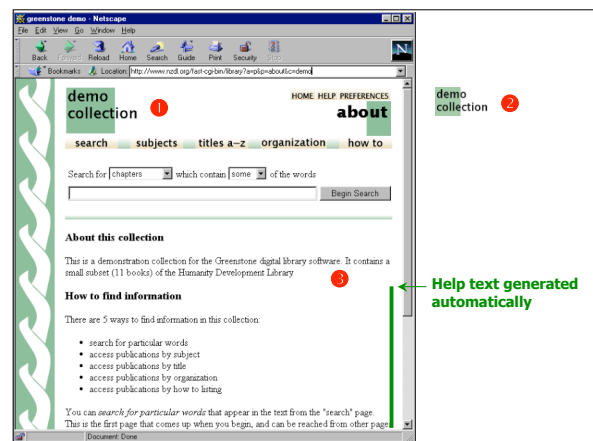 greenstone demo - Netscape
File Edit View Go Window Help
Back Forward Reload Home Search Guide Print Security Stop
N
Bookmarks Location: http://www.nzdl.org/fast-cgi-bin/library?a=p&p=about&c=demo
demo
collection
1
HOME HELP PREFERENCES
about
search subjects titles a–z organization how to
Search for chapters which contain some of the words
Begin Search
About this collection
This is a demonstration collection for the Greenstone digital library software. It contains a
small subset (11 books) of the Humanity Development Library
3
How to find information
There are 5 ways to find information in this collection:
• search for particular words
• access publications by subject
• access publications by title
• access publications by organization
• access publications by how to listing
You can search for particular words that appear in the text from the "search" page.
This is the first page that comes up when you begin, and can be reached from other page
Document: Done
demo
collection
2
Help text generated
automatically